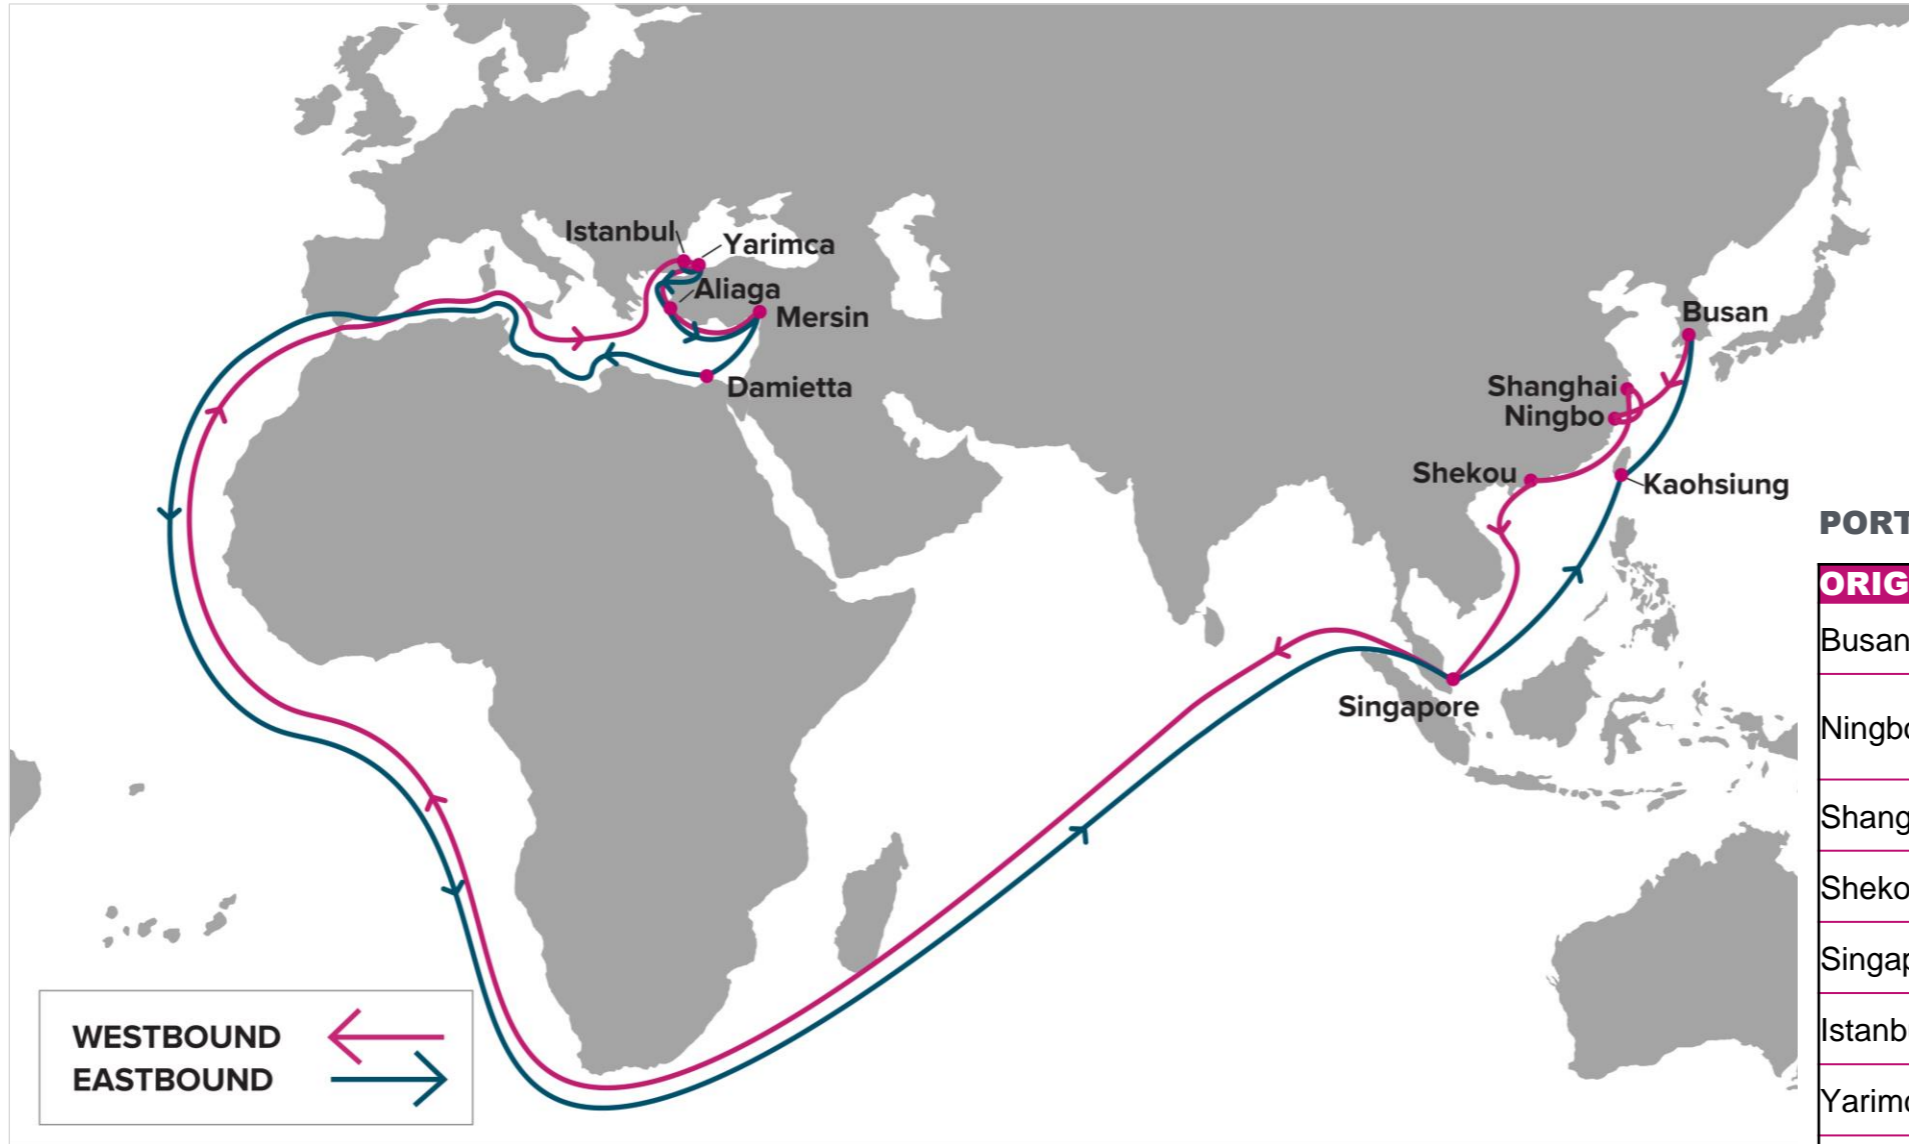 Istanbul
Yarimca
Aliaga
Mersin
Damietta
Busan
Shanghai
Ningbo
Shekou
Kaohsiung
Singapore
WESTBOUND
EASTBOUND
PORT
ORIG
Busan
Ningbo
Shang
Sheko
Singap
Istanbu
Yarimc